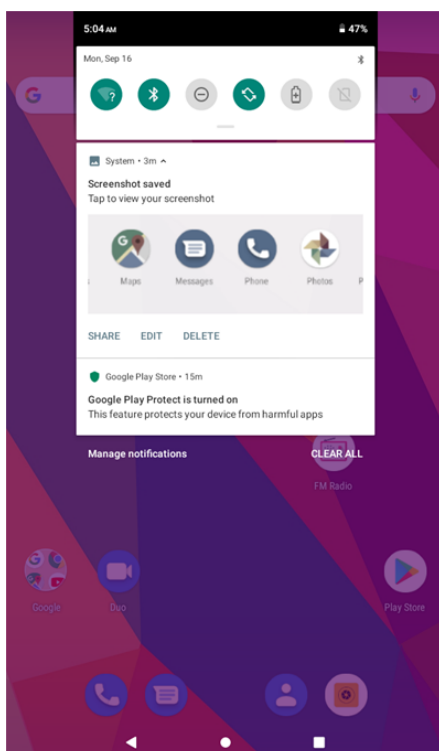 5:04 AM 47%
Mon, Sep 16
G
?
System • 3m
Screenshot saved
Tap to view your screenshot
G
Maps Messages Phone Photos P
SHARE EDIT DELETE
Google Play Store • 15m
Google Play Protect is turned on
This feature protects your device from harmful apps
Manage notifications CLEAR ALL
FM Radio
Google Duo Play Store